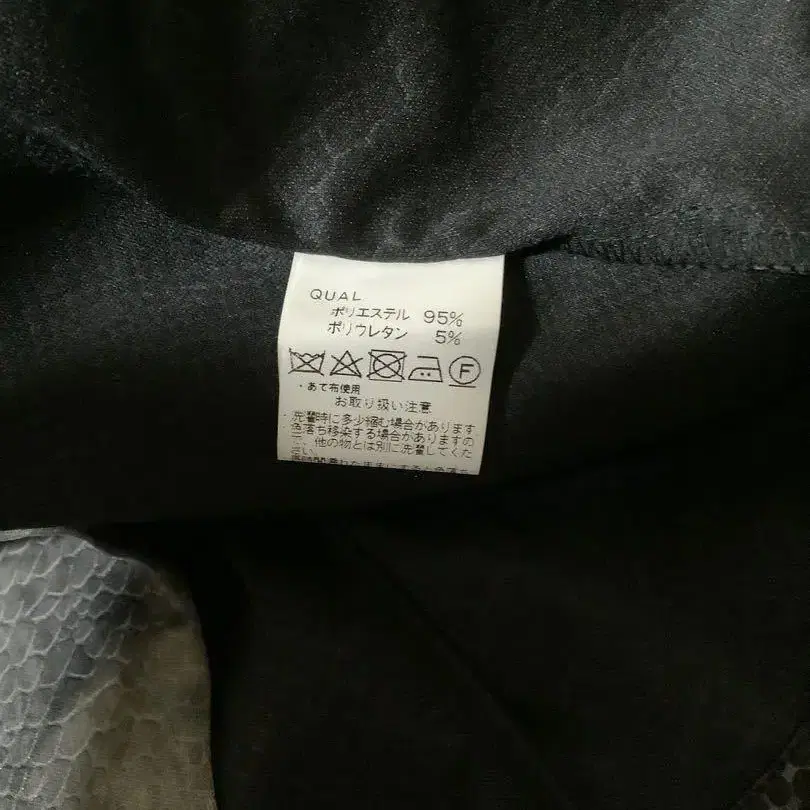 QUAL
ポリエステル 95%
ポリウレタン 5%
F
・あて布使用
お取り扱い注意
・洗濯時に多少縮む場合があります
色落ち移染する場合がありますの
で、他の物とは別に洗濯してくだ
さい。